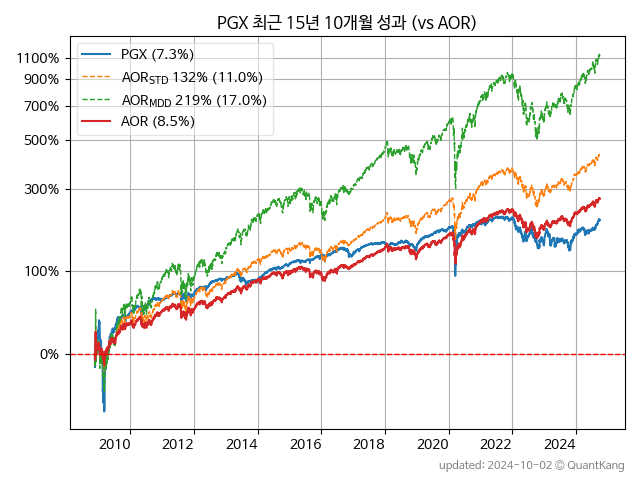 PGX 최근 15년 10개월 성과 (vs AOR)
PGX (7.3%)
AOR_STD 132% (11.0%)
AOR_MDD 219% (17.0%)
AOR (8.5%)
1100%
900%
700%
500%
300%
100%
0%
2010 2012 2014 2016 2018 2020 2022 2024
updated: 2024-10-02 © QuantKang